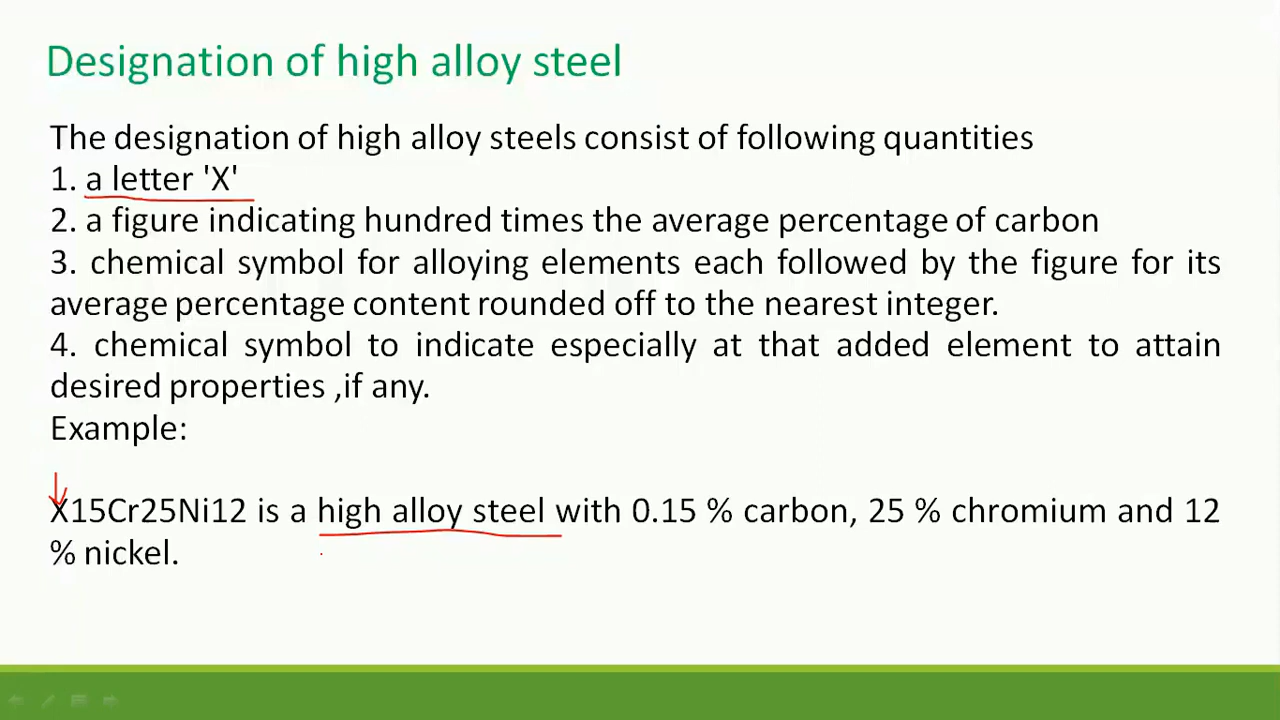 Designation of high alloy steel
The designation of high alloy steels consist of following quantities
1. a letter 'X'
2. a figure indicating hundred times the average percentage of carbon
3. chemical symbol for alloying elements each followed by the figure for its
average percentage content rounded off to the nearest integer.
4. chemical symbol to indicate especially at that added element to attain
desired properties ,if any.
Example:
X15Cr25Ni12 is a high alloy steel with 0.15 % carbon, 25 % chromium and 12
% nickel.